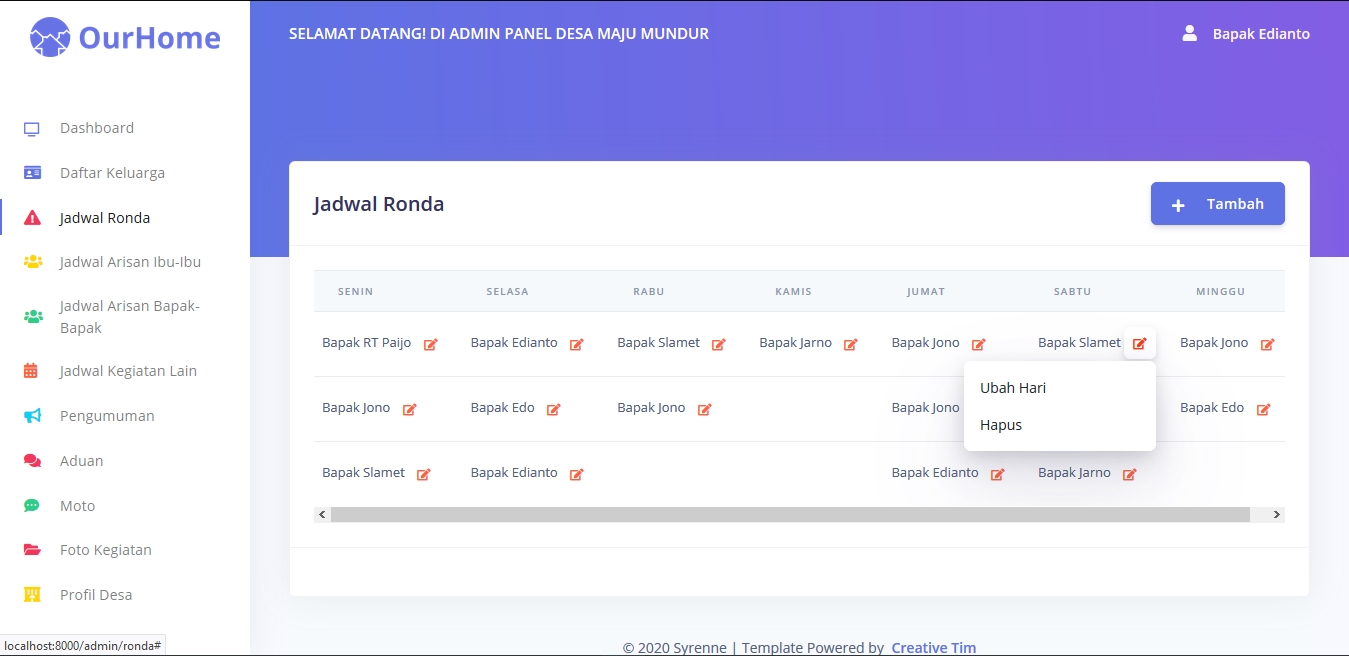 OurHome
SELAMAT DATANG! DI ADMIN PANEL DESA MAJU MUNDUR
Bapak Edianto
Dashboard
Daftar Keluarga
Jadwal Ronda
Jadwal Arisan Ibu-Ibu
Jadwal Arisan Bapak-
Bapak
Jadwal Kegiatan Lain
Pengumuman
Aduan
Moto
Foto Kegiatan
Profil Desa
Jadwal Ronda
+ Tambah
SENIN SELASA RABU KAMIS JUMAT SABTU MINGGU
Bapak RT Paijo Bapak Edianto Bapak Slamet Bapak Jarno Bapak Jono Bapak Slamet Bapak Jono
Ubah Hari
Hapus
Bapak Jono Bapak Edo Bapak Jono Bapak Jono Bapak Edo
Bapak Slamet Bapak Edianto Bapak Edianto Bapak Jarno
© 2020 Syrenne | Template Powered by Creative Tim
localhost:8000/admin/ronda#